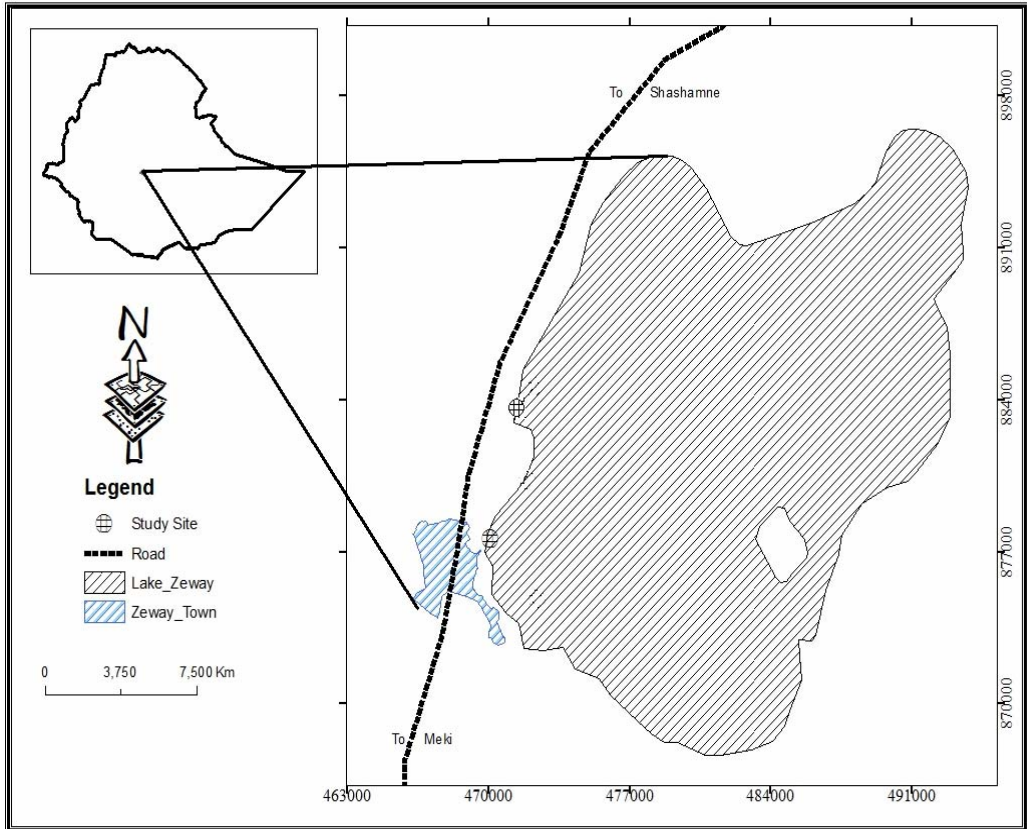 To Shashamne
898000
891000
884000
877000
870000
N
Legend
Study Site
Road
Lake_Zeway
Zeway_Town
0 3,750 7,500 Km
To Meki
463000 470000 477000 484000 491000